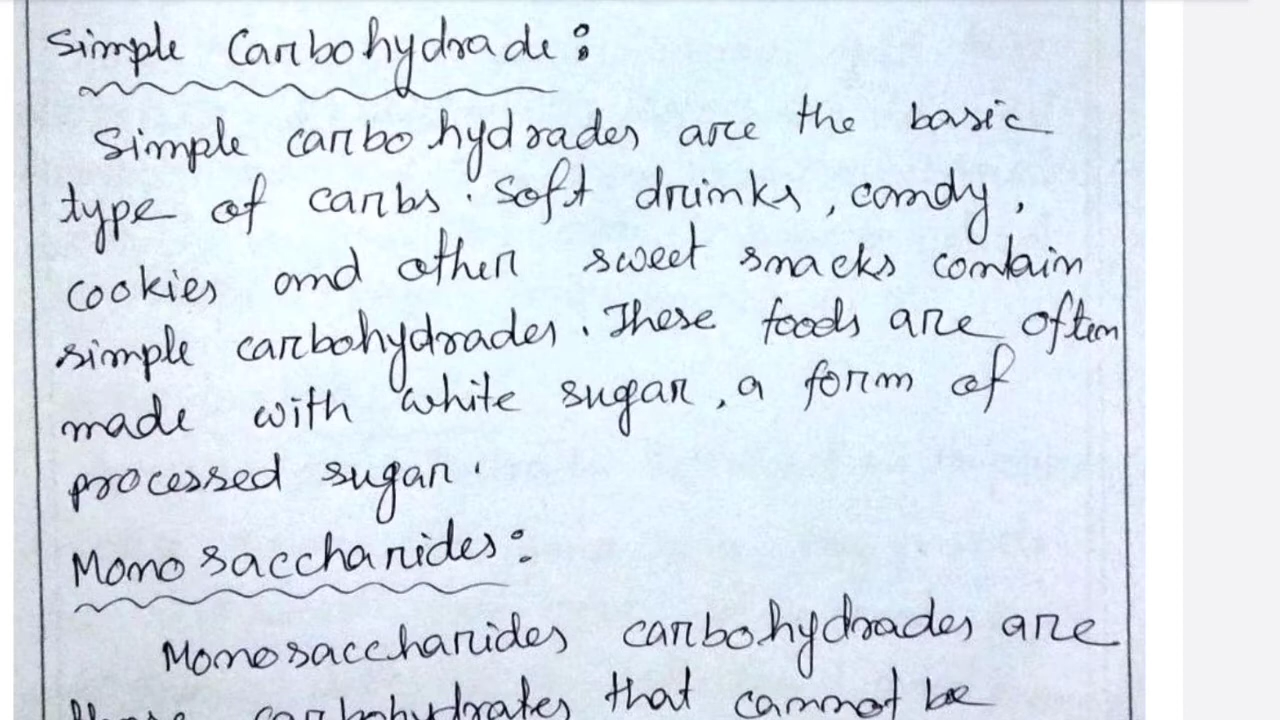 Simple Carbohydrade:
Simple carbohydrades are the basic
type of carbs. Soft drinks, candy,
cookies and other sweet snacks contain
simple carbohydrades. These foods are often
made with white sugar, a form of
processed sugar.
Monosaccharides:
Monosaccharides carbohydrades are
carbohydrates that cannot be